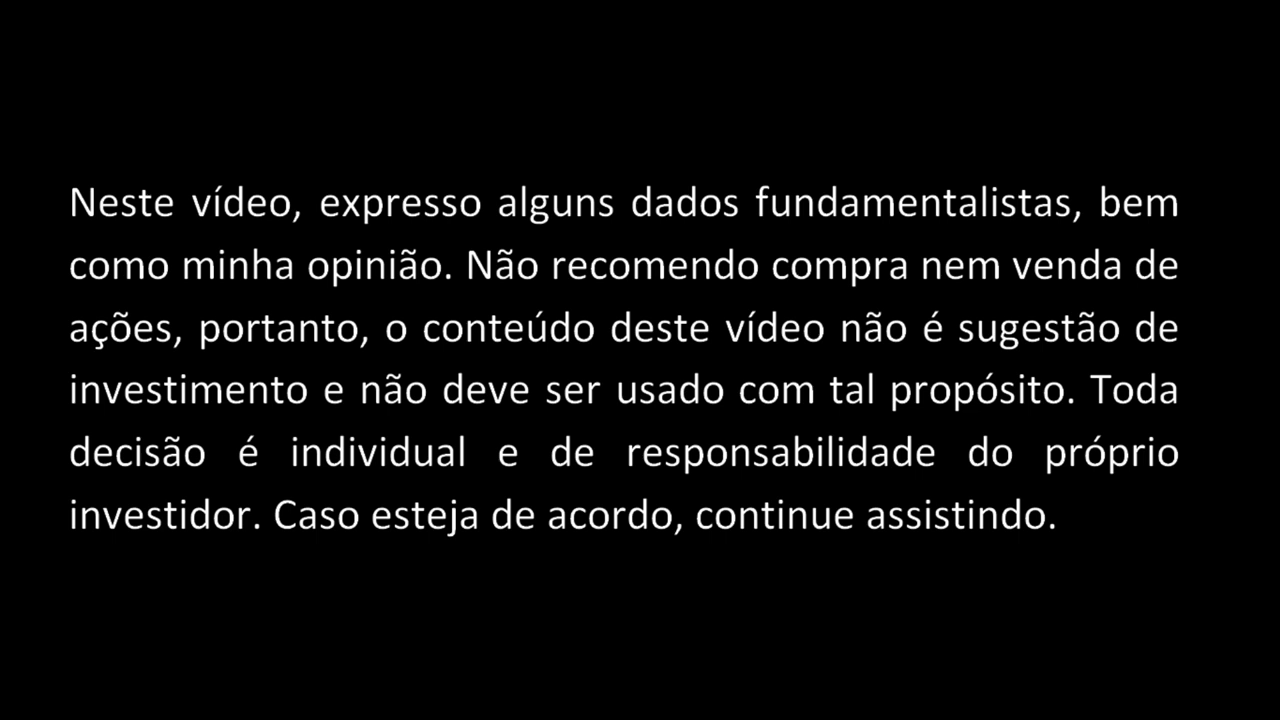 Neste vídeo, expresso alguns dados fundamentalistas, bem
como minha opinião. Não recomendo compra nem venda de
ações, portanto, o conteúdo deste vídeo não é sugestão de
investimento e não deve ser usado com tal propósito. Toda
decisão é individual e de responsabilidade do próprio
investidor. Caso esteja de acordo, continue assistindo.